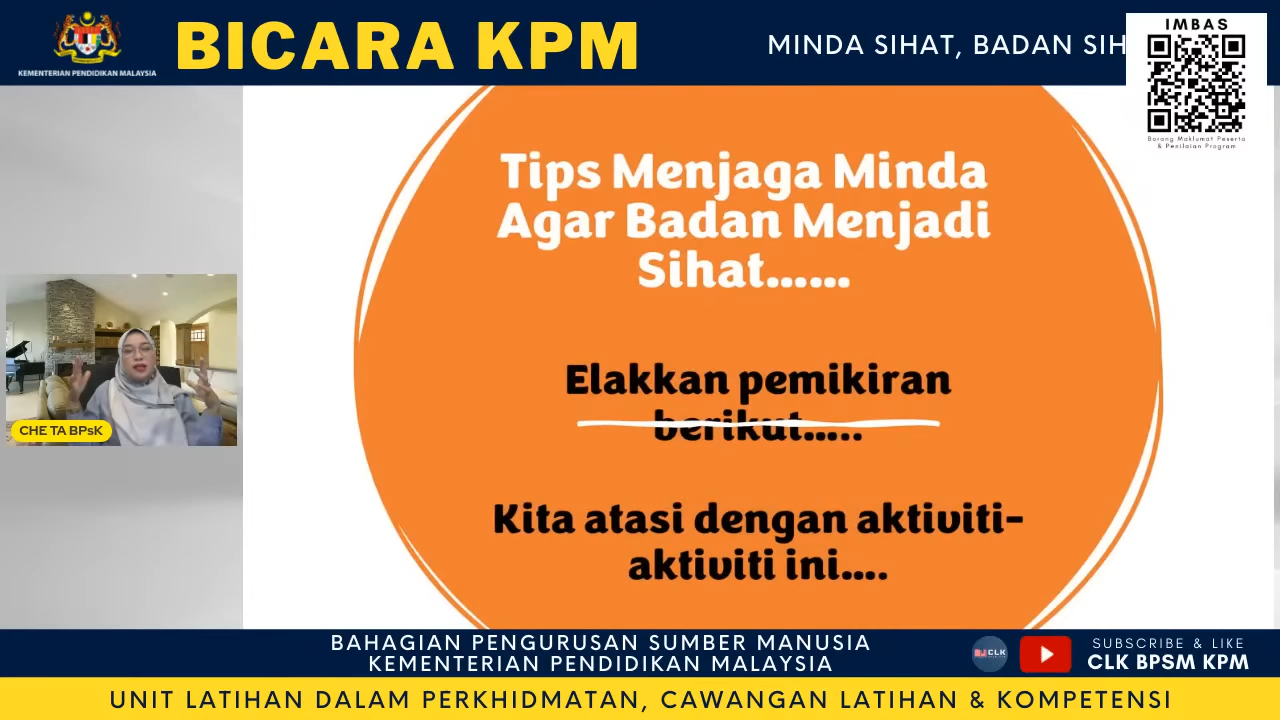 KEMENTERIAN PENDIDIKAN MALAYSIA
BICARA KPM
MINDA SIHAT, BADAN SIH
IMBAS
Borang Maklumat Peserta
& Penilaian Program
Tips Menjaga Minda
Agar Badan Menjadi
Sihat......
Elakkan pemikiran
berikut.....
Kita atasi dengan aktiviti-
aktiviti ini....
CHE TA BPsK
BAHAGIAN PENGURUSAN SUMBER MANUSIA
KEMENTERIAN PENDIDIKAN MALAYSIA
CLK
SUBSCRIBE & LIKE
CLK BPSM KPM
UNIT LATIHAN DALAM PERKHIDMATAN, CAWANGAN LATIHAN & KOMPETENSI